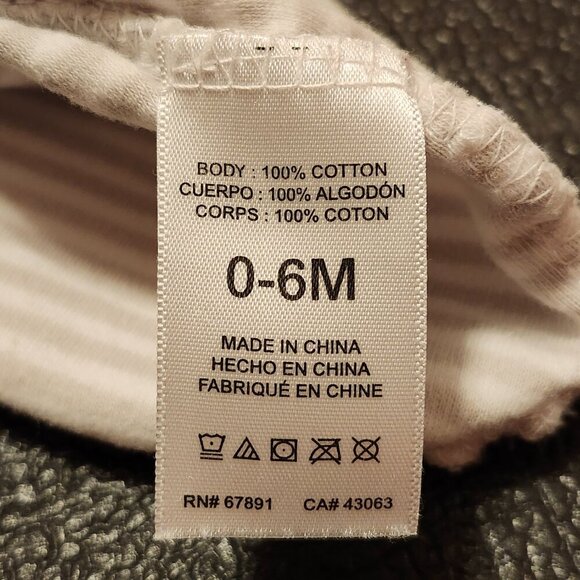 BODY : 100% COTTON
CUERPO : 100% ALGODÓN
CORPS : 100% COTON
0-6M
MADE IN CHINA
HECHO EN CHINA
FABRIQUÉ EN CHINE
RN# 67891 CA# 43063